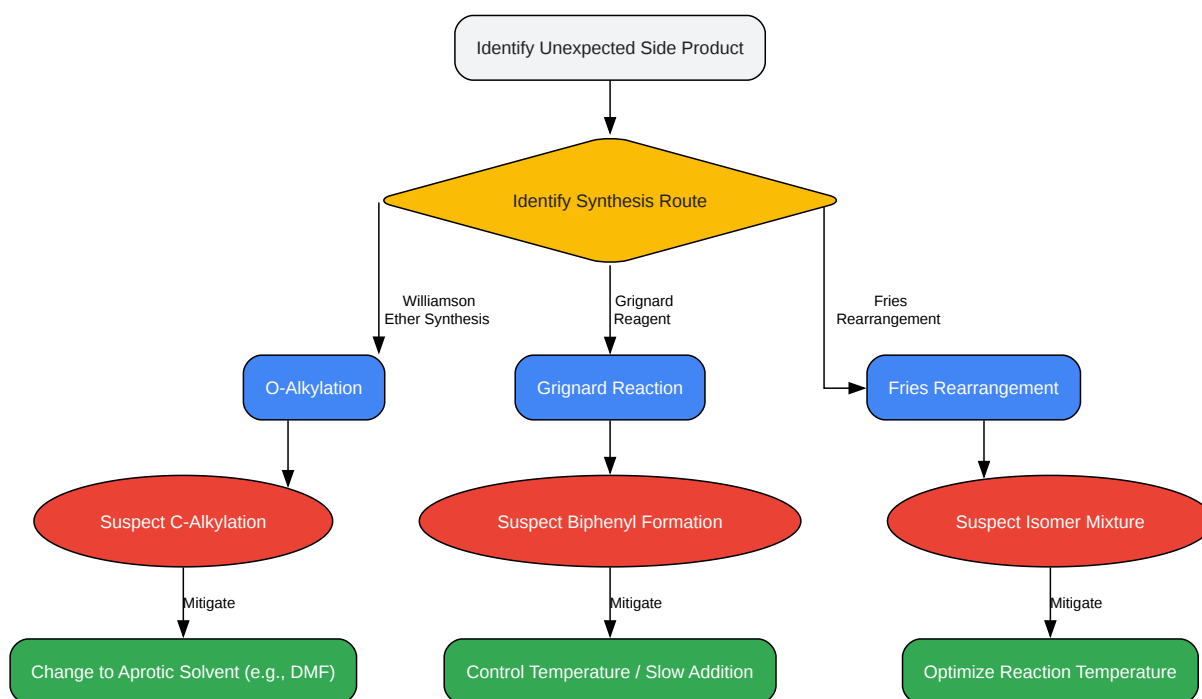 Identify Unexpected Side Product
Identify Synthesis Route
Williamson
Ether Synthesis
Grignard
Reagent
Fries
Rearrangement
O-Alkylation
Grignard Reaction
Fries Rearrangement
Suspect C-Alkylation
Suspect Biphenyl Formation
Suspect Isomer Mixture
Mitigate
Mitigate
Mitigate
Change to Aprotic Solvent (e.g., DMF)
Control Temperature / Slow Addition
Optimize Reaction Temperature